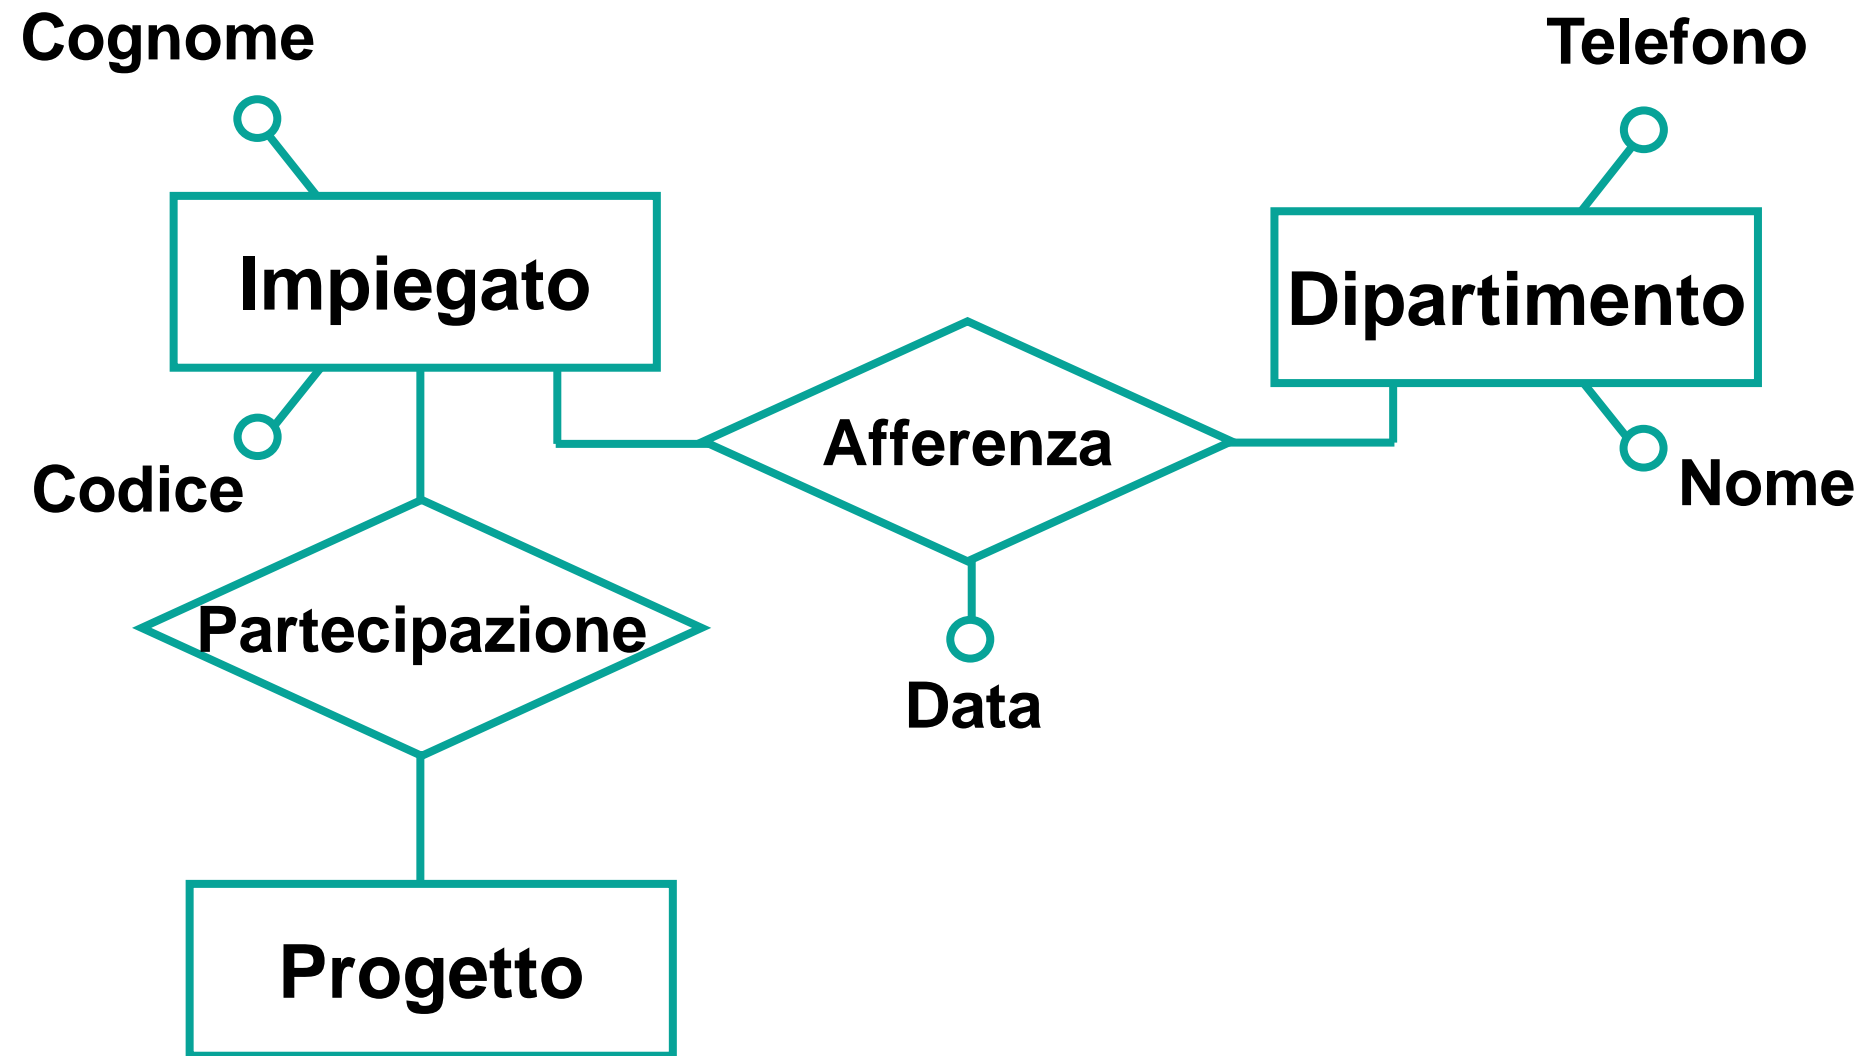 Cognome
Telefono
Impiegato
Dipartimento
Afferenza
Codice
Nome
Partecipazione
Data
Progetto